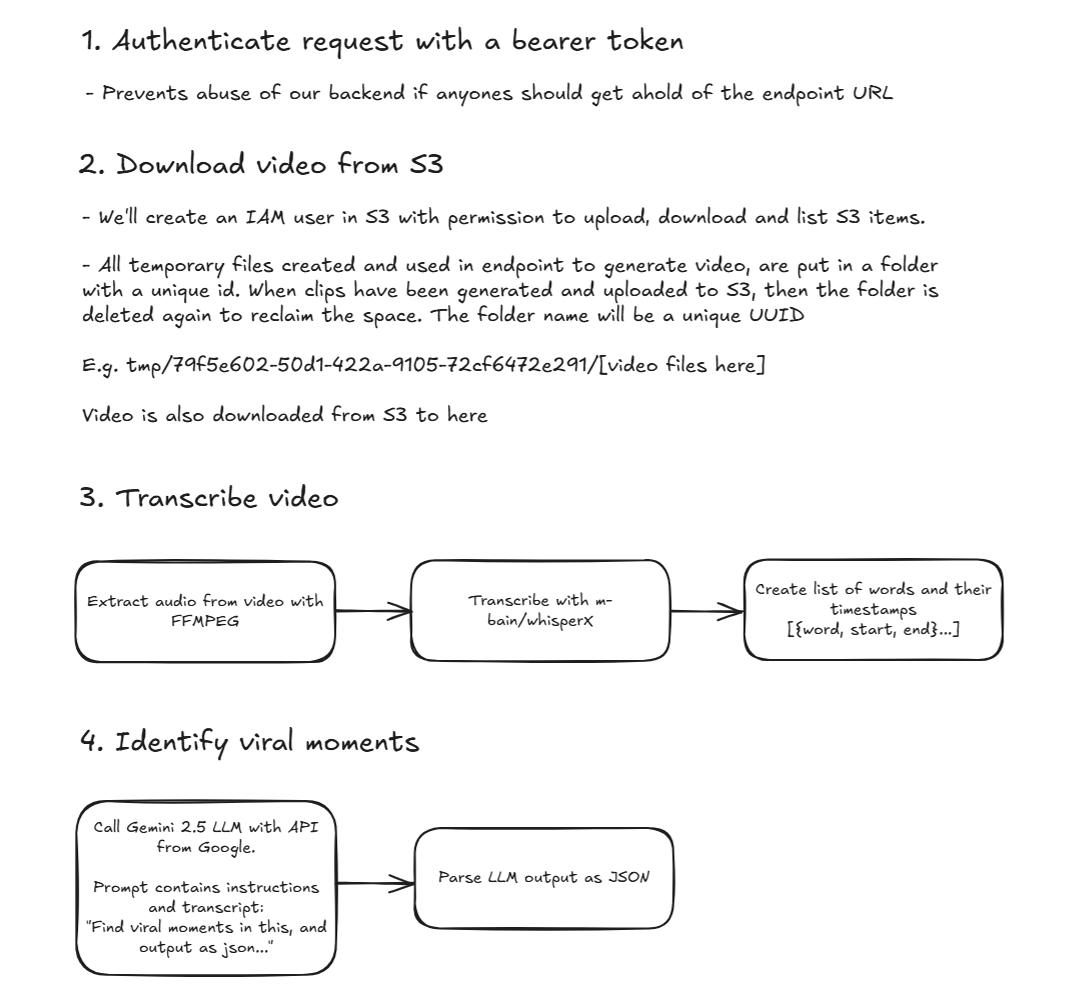 1. Authenticate request with a bearer token
- Prevents abuse of our backend if anyones should get ahold of the endpoint URL
2. Download video from S3
- We'll create an IAM user in S3 with permission to upload, download and list S3 items.
- All temporary files created and used in endpoint to generate video, are put in a folder
with a unique id. When clips have been generated and uploaded to S3, then the folder is
deleted again to reclaim the space. The folder name will be a unique UUID
E.g. tmp/79f5e602-50d1-422a-9105-72cf6472e291/[video files here]
Video is also downloaded from S3 to here
3. Transcribe video
Extract audio from video with
FFMPEG
Transcribe with m-
bain/whisperX
Create list of words and their
timestamps
[{word, start, end}...]
4. Identify viral moments
Call Gemini 2.5 LLM with API
from Google.
Prompt contains instructions
and transcript:
"Find viral moments in this, and
output as json..."
Parse LLM output as JSON